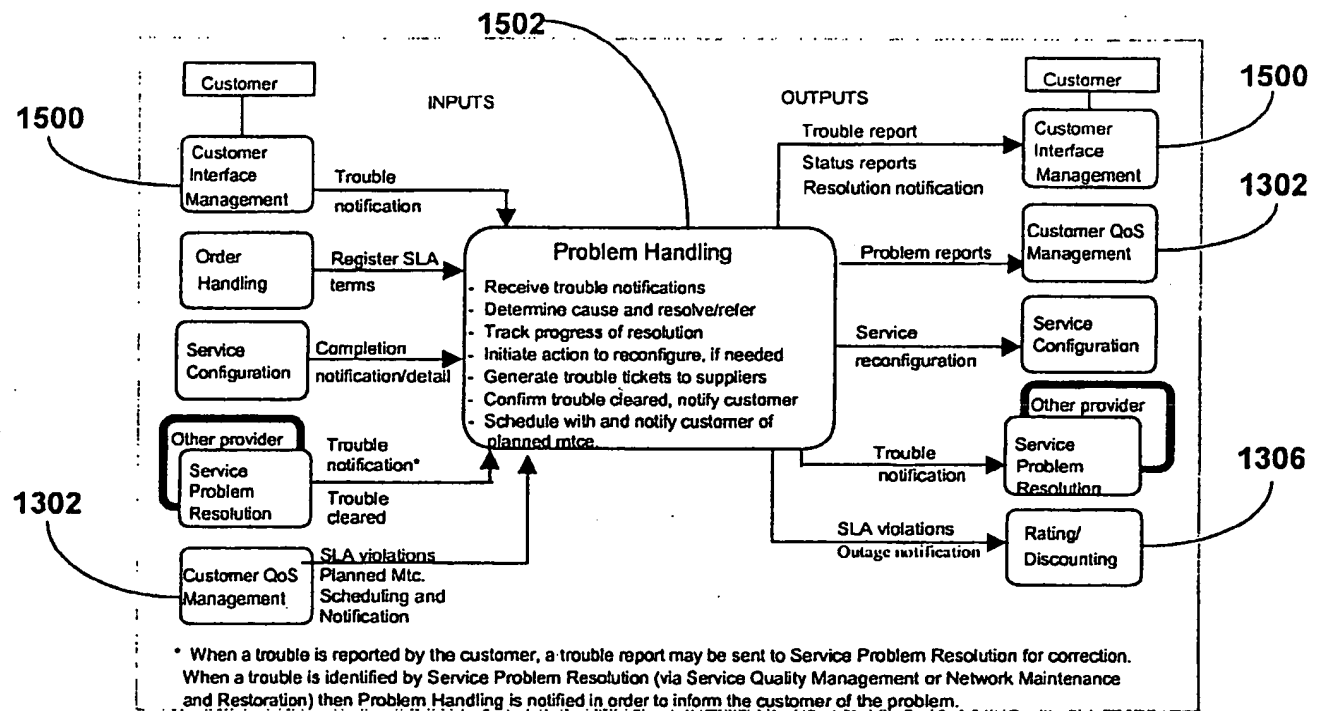 1502
Customer
INPUTS
OUTPUTS
Customer
1500
1500
Customer
Interface
Management
Trouble
notification
Trouble report
Status reports
Resolution notification
Customer
Interface
Management
1302
Order
Handling
Register SLA
terms
Problem Handling
- Receive trouble notifications
- Determine cause and resolve/refer
- Track progress of resolution
- Initiate action to reconfigure, if needed
- Generate trouble tickets to suppliers
- Confirm trouble cleared, notify customer
- Schedule with and notify customer of
planned mtce.
Problem reports
Customer QoS
Management
Service
Configuration
Completion
notification/detail
Service
reconfiguration
Service
Configuration
Other provider
Service
Problem
Resolution
Trouble
notification*
Trouble
cleared
Trouble
notification
Other provider
Service
Problem
Resolution
1302
1306
Customer QoS
Management
SLA violations
Planned Mtc.
Scheduling and
Notification
SLA violations
Outage notification
Rating/
Discounting
* When a trouble is reported by the customer, a trouble report may be sent to Service Problem Resolution for correction.
When a trouble is identified by Service Problem Resolution (via Service Quality Management or Network Maintenance
and Restoration) then Problem Handling is notified in order to inform the customer of the problem.